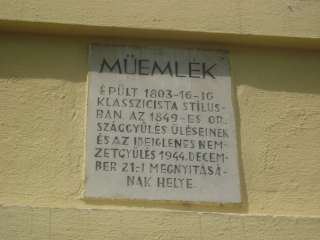 MŰEMLÉK
ÉPÜLT 1803-16-IG
KLASSZICISTA STÍLUS-
BAN. AZ 1849-ES OR-
SZÁGGYŰLÉS ÜLÉSEINEK
ÉS AZ IDEIGLENES NEM-
ZETGYŰLÉS 1944. DECEM-
BER 21-I MEGNYITÁSÁ-
NAK HELYE.